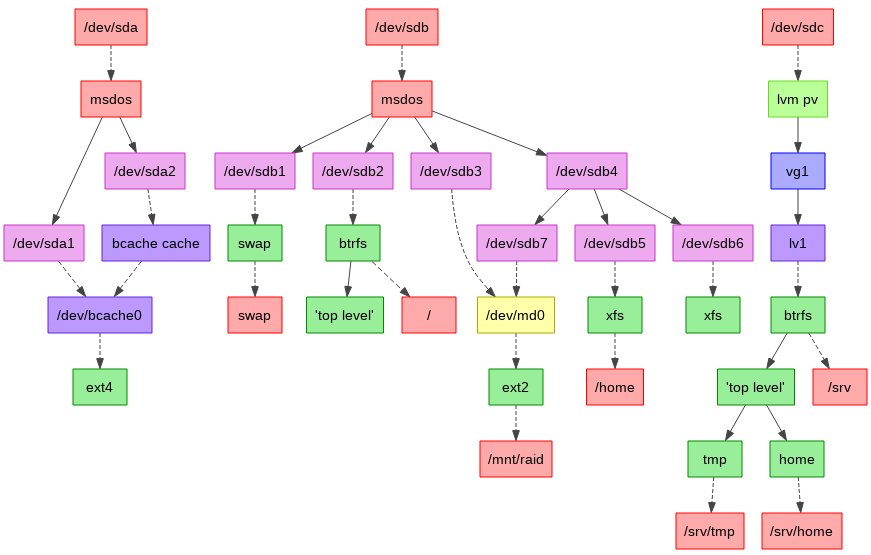 /dev/sda
/dev/sdb
/dev/sdc
msdos
msdos
lvm pv
/dev/sda2
/dev/sdb1
/dev/sdb2
/dev/sdb3
/dev/sdb4
vg1
/dev/sda1
bcache cache
swap
btrfs
/dev/sdb7
/dev/sdb5
/dev/sdb6
lv1
/dev/bcache0
swap
'top level'
/
/dev/md0
xfs
xfs
btrfs
ext4
ext2
/home
'top level'
/srv
/mnt/raid
tmp
home
/srv/tmp
/srv/home